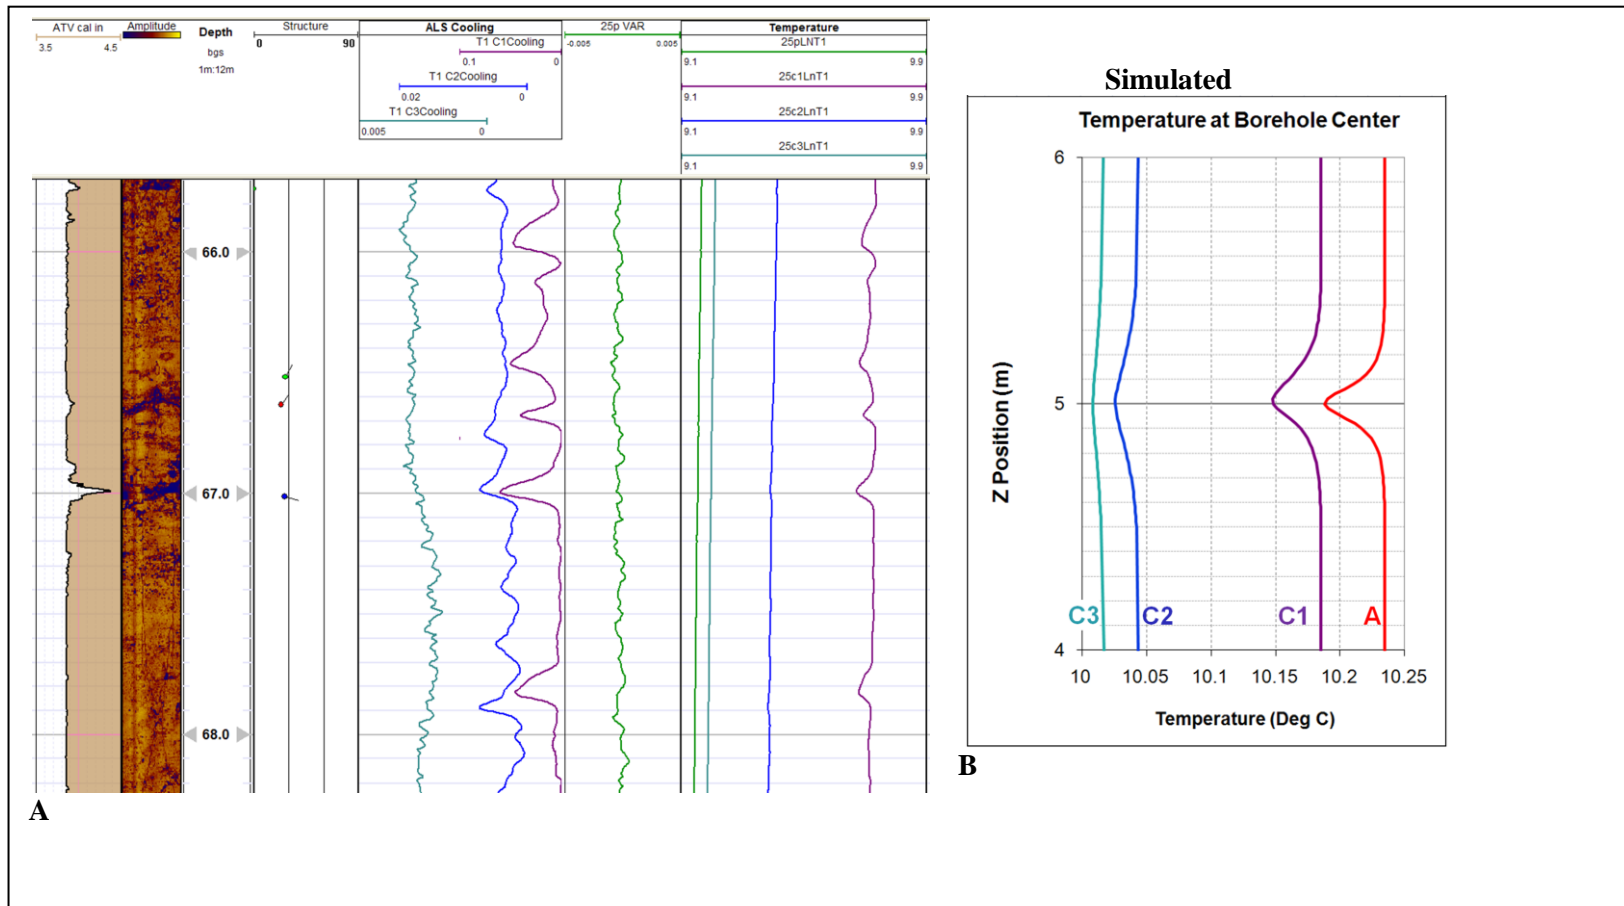 ATV cal in
3.5 4.5
Amplitude
Depth
bgs
1m:12m
Structure
0 90
ALS Cooling
T1 C1Cooling
0.1 0
T1 C2Cooling
0.02 0
T1 C3Cooling
0.005 0
25p VAR
-0.005 0.005
Temperature
25pLNT1
9.1 9.9
25c1LnT1
9.1 9.9
25c2LnT1
9.1 9.9
25c3LnT1
9.1 9.9
66.0
67.0
68.0
A
Simulated
Temperature at Borehole Center
6
5
4
Z Position (m)
C3 C2 C1 A
10 10.05 10.1 10.15 10.2 10.25
Temperature (Deg C)
B